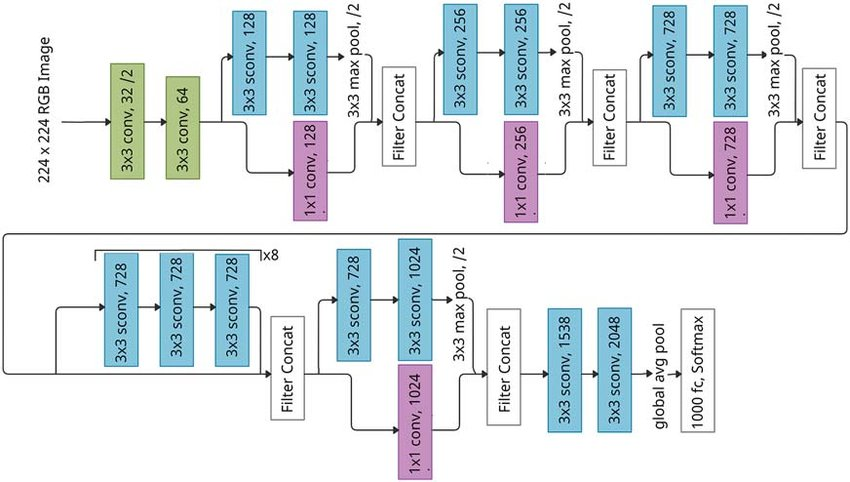 224 x 224 RGB Image
3x3 conv, 32 /2
3x3 conv, 64
3x3 sconv, 128
3x3 sconv, 128
3x3 max pool, /2
1x1 conv, 128
Filter Concat
3x3 sconv, 256
3x3 sconv, 256
3x3 max pool, /2
1x1 conv, 256
Filter Concat
3x3 sconv, 728
3x3 sconv, 728
3x3 max pool, /2
1x1 conv, 728
Filter Concat
3x3 sconv, 728
3x3 sconv, 728
3x3 sconv, 728
x8
Filter Concat
3x3 sconv, 728
3x3 sconv, 1024
3x3 max pool, /2
1x1 conv, 1024
Filter Concat
3x3 sconv, 1538
3x3 sconv, 2048
global avg pool
1000 fc, Softmax